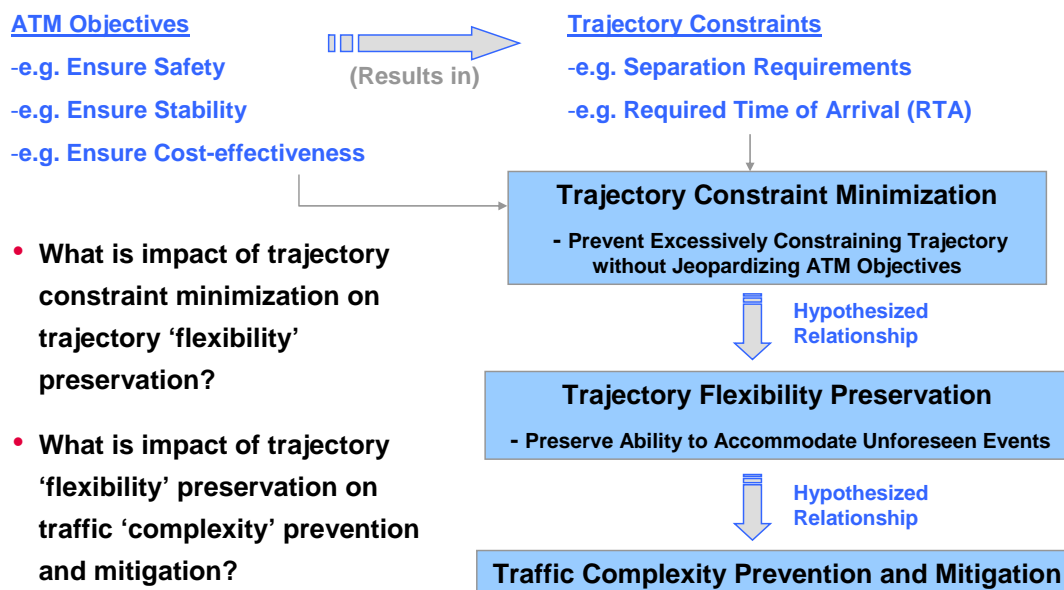 ATM Objectives
-e.g. Ensure Safety
-e.g. Ensure Stability
-e.g. Ensure Cost-effectiveness
(Results in)
Trajectory Constraints
-e.g. Separation Requirements
-e.g. Required Time of Arrival (RTA)
Trajectory Constraint Minimization
- Prevent Excessively Constraining Trajectory
without Jeopardizing ATM Objectives
Hypothesized
Relationship
Trajectory Flexibility Preservation
- Preserve Ability to Accommodate Unforeseen Events
Hypothesized
Relationship
Traffic Complexity Prevention and Mitigation
• What is impact of trajectory
constraint minimization on
trajectory ‘flexibility’
preservation?
• What is impact of trajectory
‘flexibility’ preservation on
traffic ‘complexity’ prevention
and mitigation?